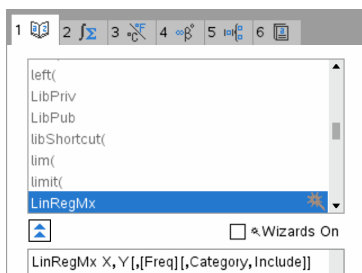 1 2 ∫Σ 3 °C °F 4 ∞β° 5 6
left(
LibPriv
LibPub
libShortcut(
lim(
limit(
LinRegMx
Wizards On
LinRegMx X,Y[,[Freq][,Category,Include]]